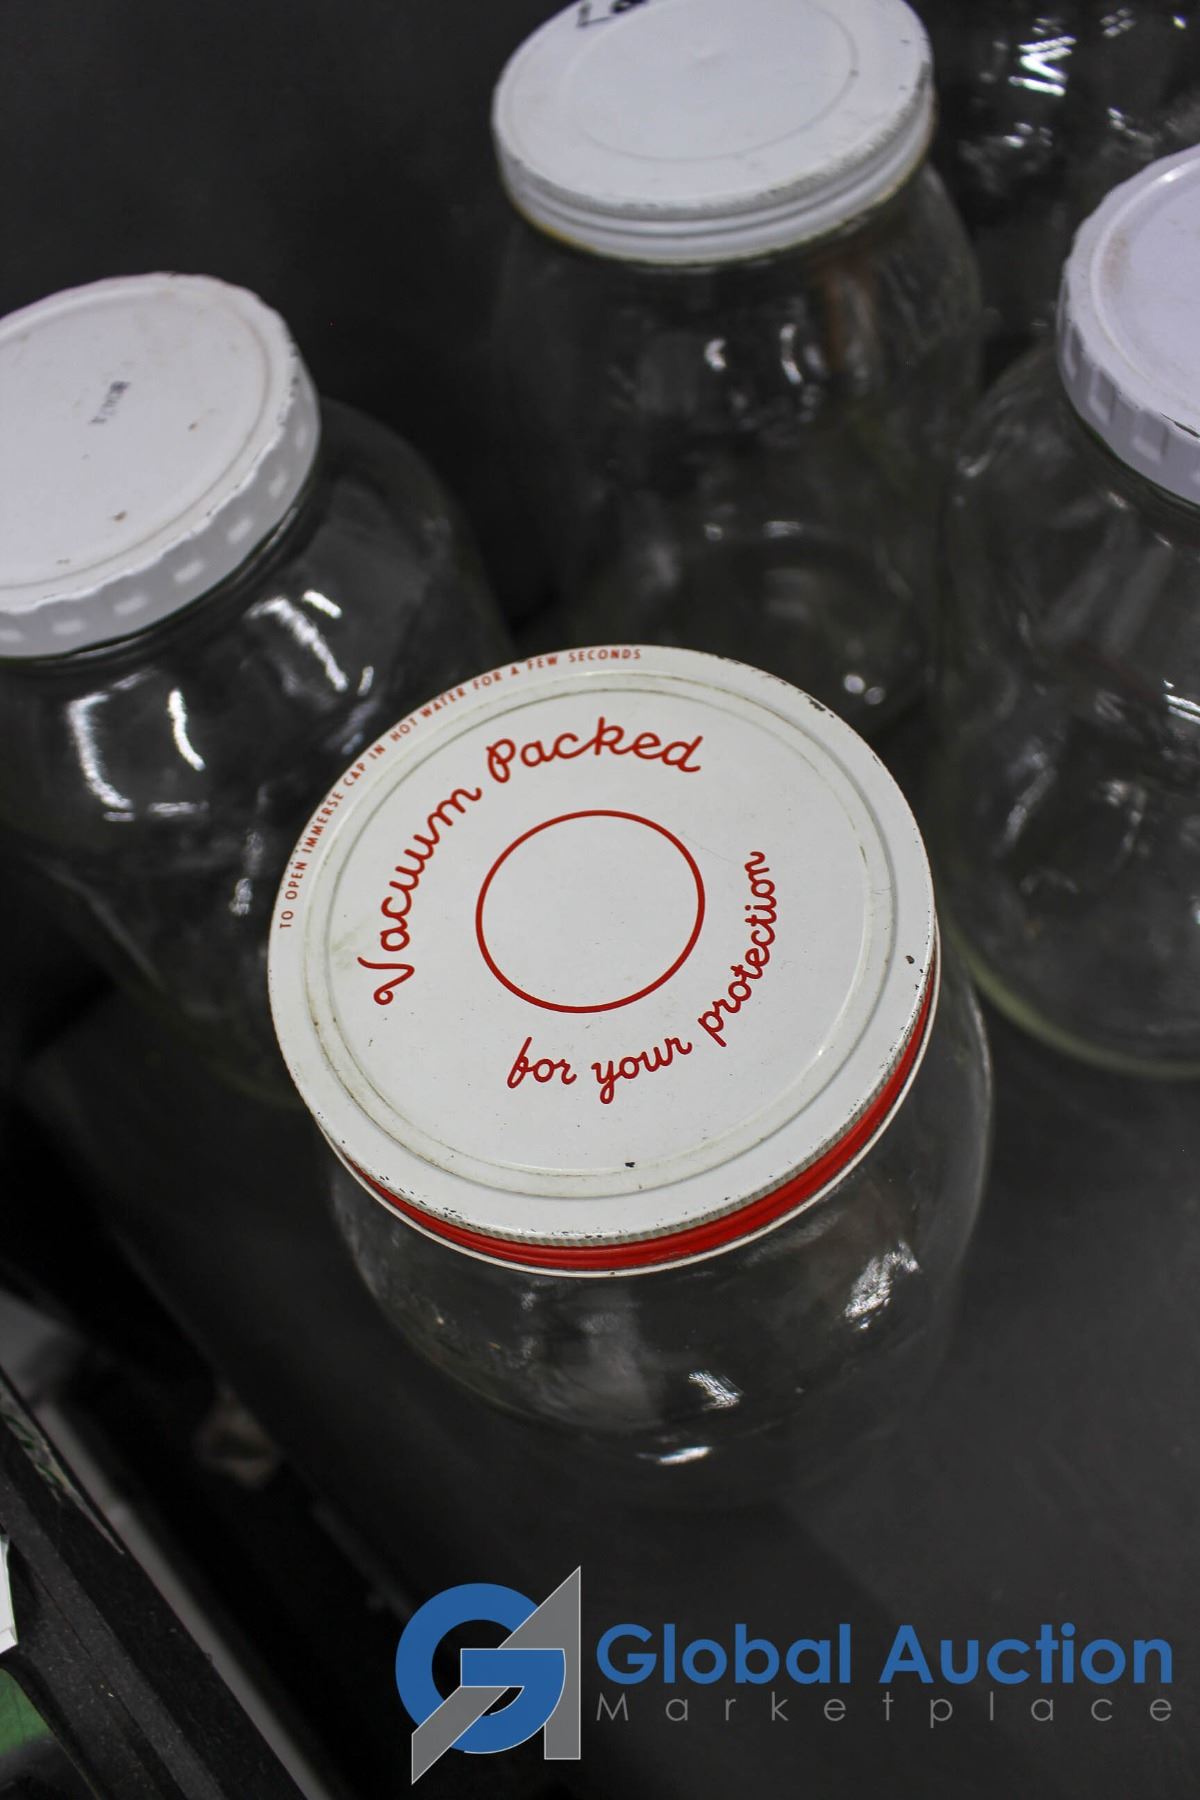 TO OPEN IMMERSE CAP IN HOT WATER FOR A FEW SECONDS
Vacuum Packed
for your protection
Global Auction
Marketplace